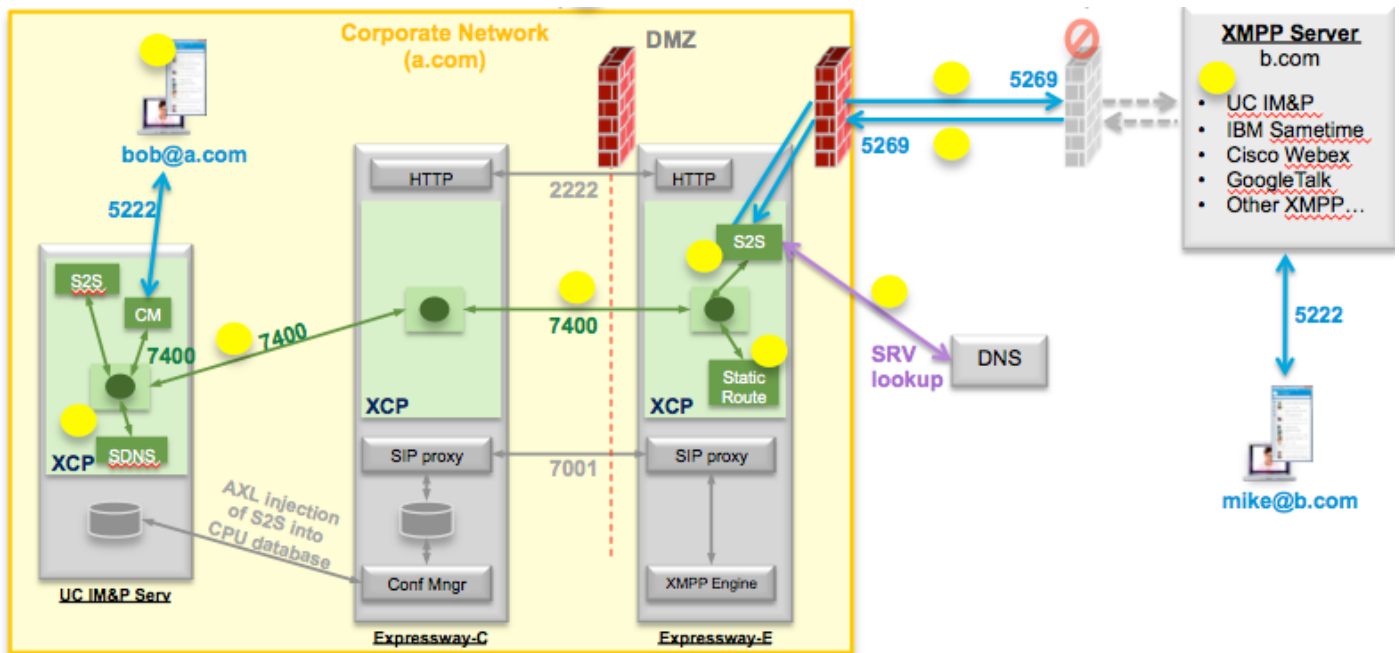 Corporate Network
(a.com)
DMZ
XMPP Server
b.com
• UC IM&P
• IBM Sametime
• Cisco Webex
• GoogleTalk
• Other XMPP…
5269
5269
bob@a.com
5222
HTTP
2222
HTTP
S2S
S2S
CM
7400
7400
7400
SRV
lookup
DNS
5222
Static
Route
XCP
XCP
XCP
SDNS
SIP proxy
7001
SIP proxy
mike@b.com
AXL injection
of S2S into
CPU database
Conf Mngr
XMPP Engine
UC IM&P Serv
Expressway-C
Expressway-E